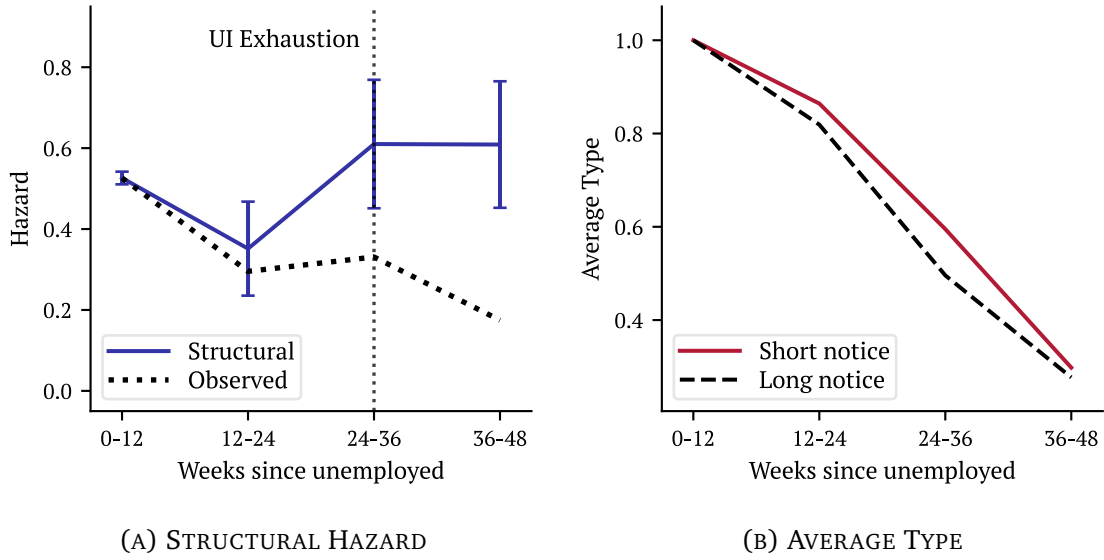 UI Exhaustion
0.8
0.6
0.4
0.2
0.0
Hazard
Structural
Observed
0-12
12-24
24-36
36-48
Weeks since unemployed
(A) STRUCTURAL HAZARD
1.0
0.8
0.6
0.4
Average Type
Short notice
Long notice
0-12
12-24
24-36
36-48
Weeks since unemployed
(B) AVERAGE TYPE